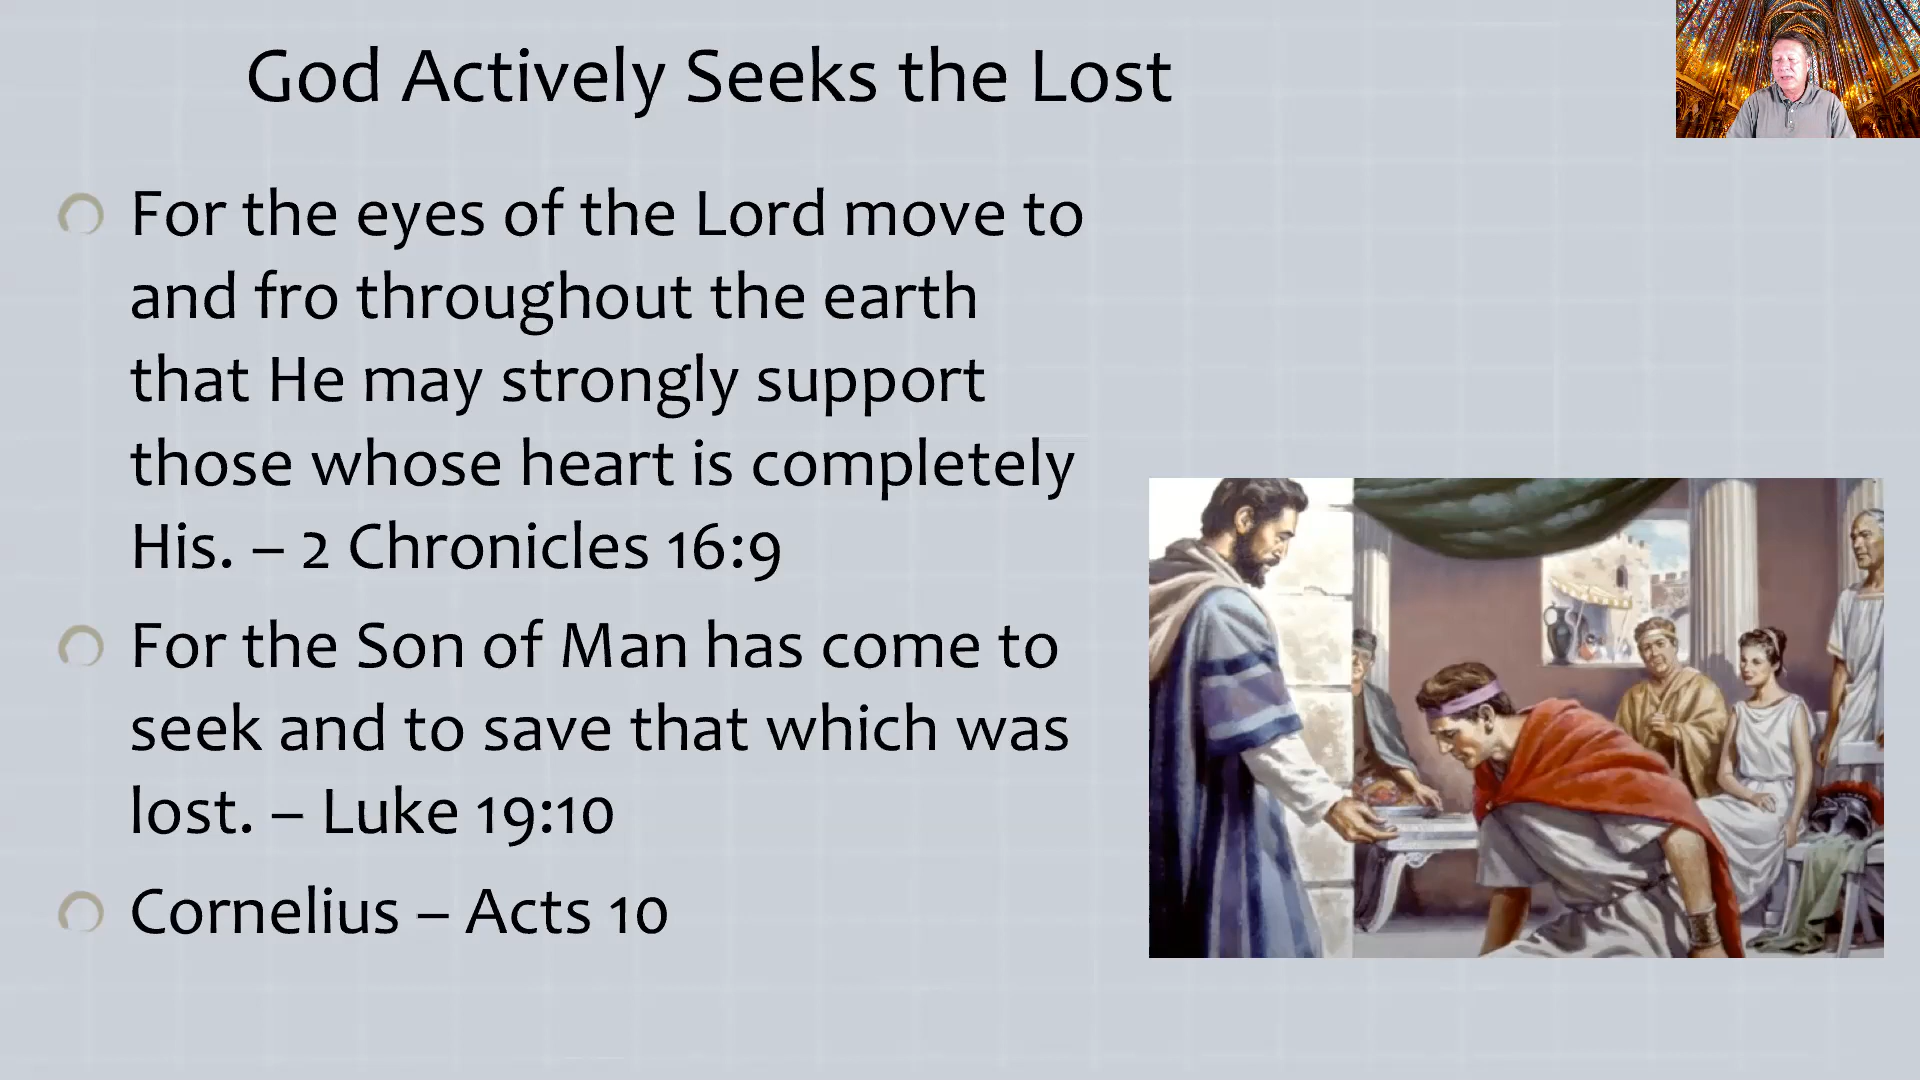 God Actively Seeks the Lost
For the eyes of the Lord move to
and fro throughout the earth
that He may strongly support
those whose heart is completely
His. – 2 Chronicles 16:9
For the Son of Man has come to
seek and to save that which was
lost. – Luke 19:10
Cornelius – Acts 10